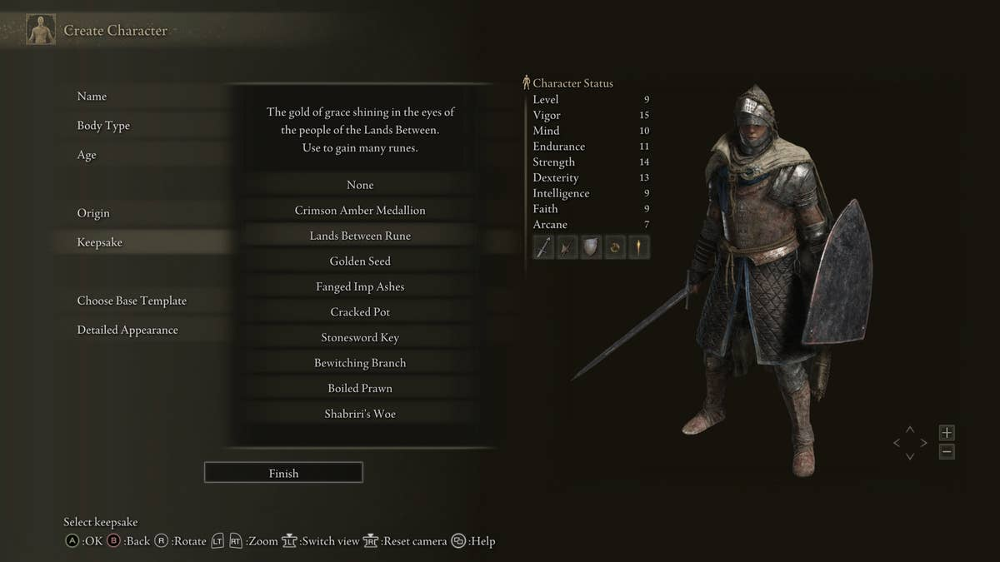 Create Character
Name
Body Type
Age
Origin
Keepsake
Choose Base Template
Detailed Appearance
The gold of grace shining in the eyes of
the people of the Lands Between.
Use to gain many runes.
None
Crimson Amber Medallion
Lands Between Rune
Golden Seed
Fanged Imp Ashes
Cracked Pot
Stonesword Key
Bewitching Branch
Boiled Prawn
Shabriri's Woe
Finish
Character Status
Level 9
Vigor 15
Mind 10
Endurance 11
Strength 14
Dexterity 13
Intelligence 9
Faith 9
Arcane 7
Select keepsake
A :OK B :Back R :Rotate LT RT :Zoom L :Switch view R :Reset camera :Help